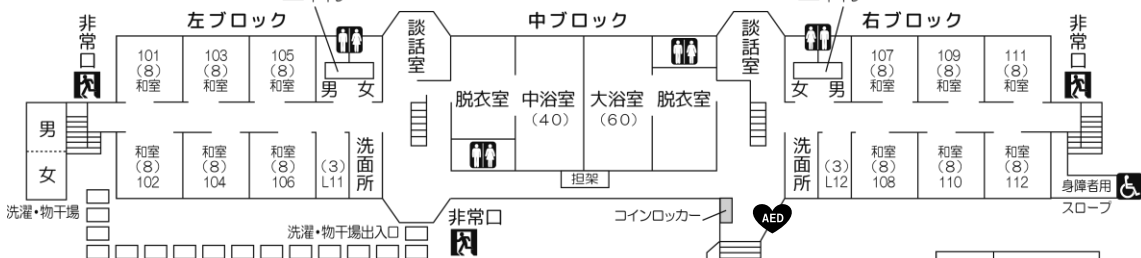 左ブロック
中ブロック
右ブロック
非常口
談話室
談話室
非常口
101
(8)
和室
103
(8)
和室
105
(8)
和室
男 女
脱衣室
中浴室
(40)
大浴室
(60)
脱衣室
女 男
107
(8)
和室
109
(8)
和室
111
(8)
和室
男
女
和室
(8)
102
和室
(8)
104
和室
(8)
106
(3)
L11
洗面所
担架
洗面所
(3)
L12
和室
(8)
108
和室
(8)
110
和室
(8)
112
身障者用
スロープ
洗濯・物干場
洗濯・物干場出入口
非常口
コインロッカー
AED